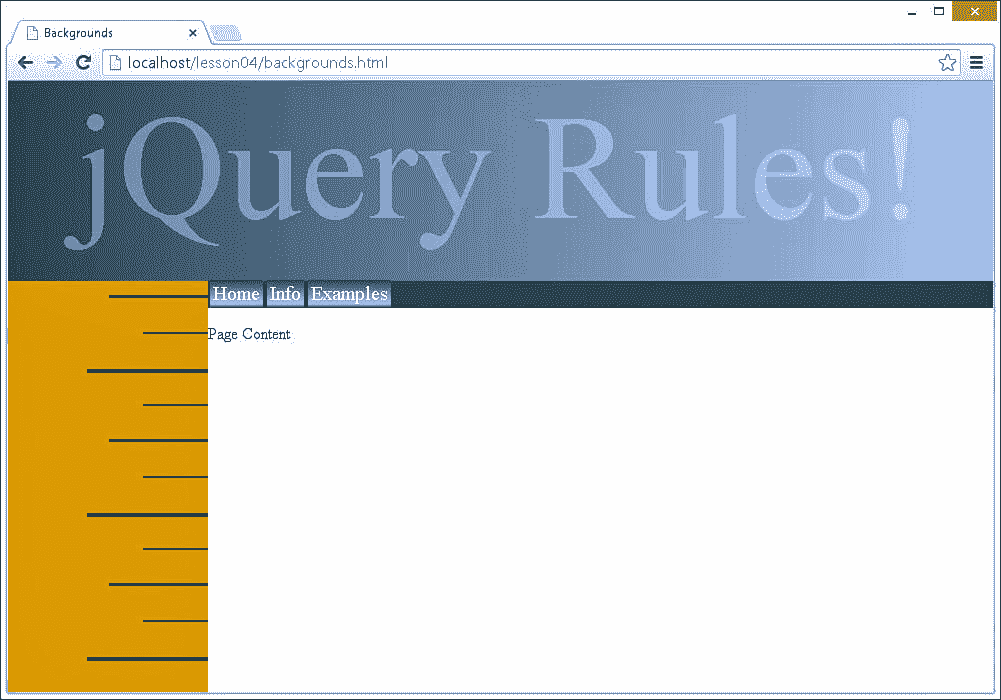 Backgrounds
localhost/lesson04/backgrounds.html
jQuery Rules!
Home Info Examples
Page Content